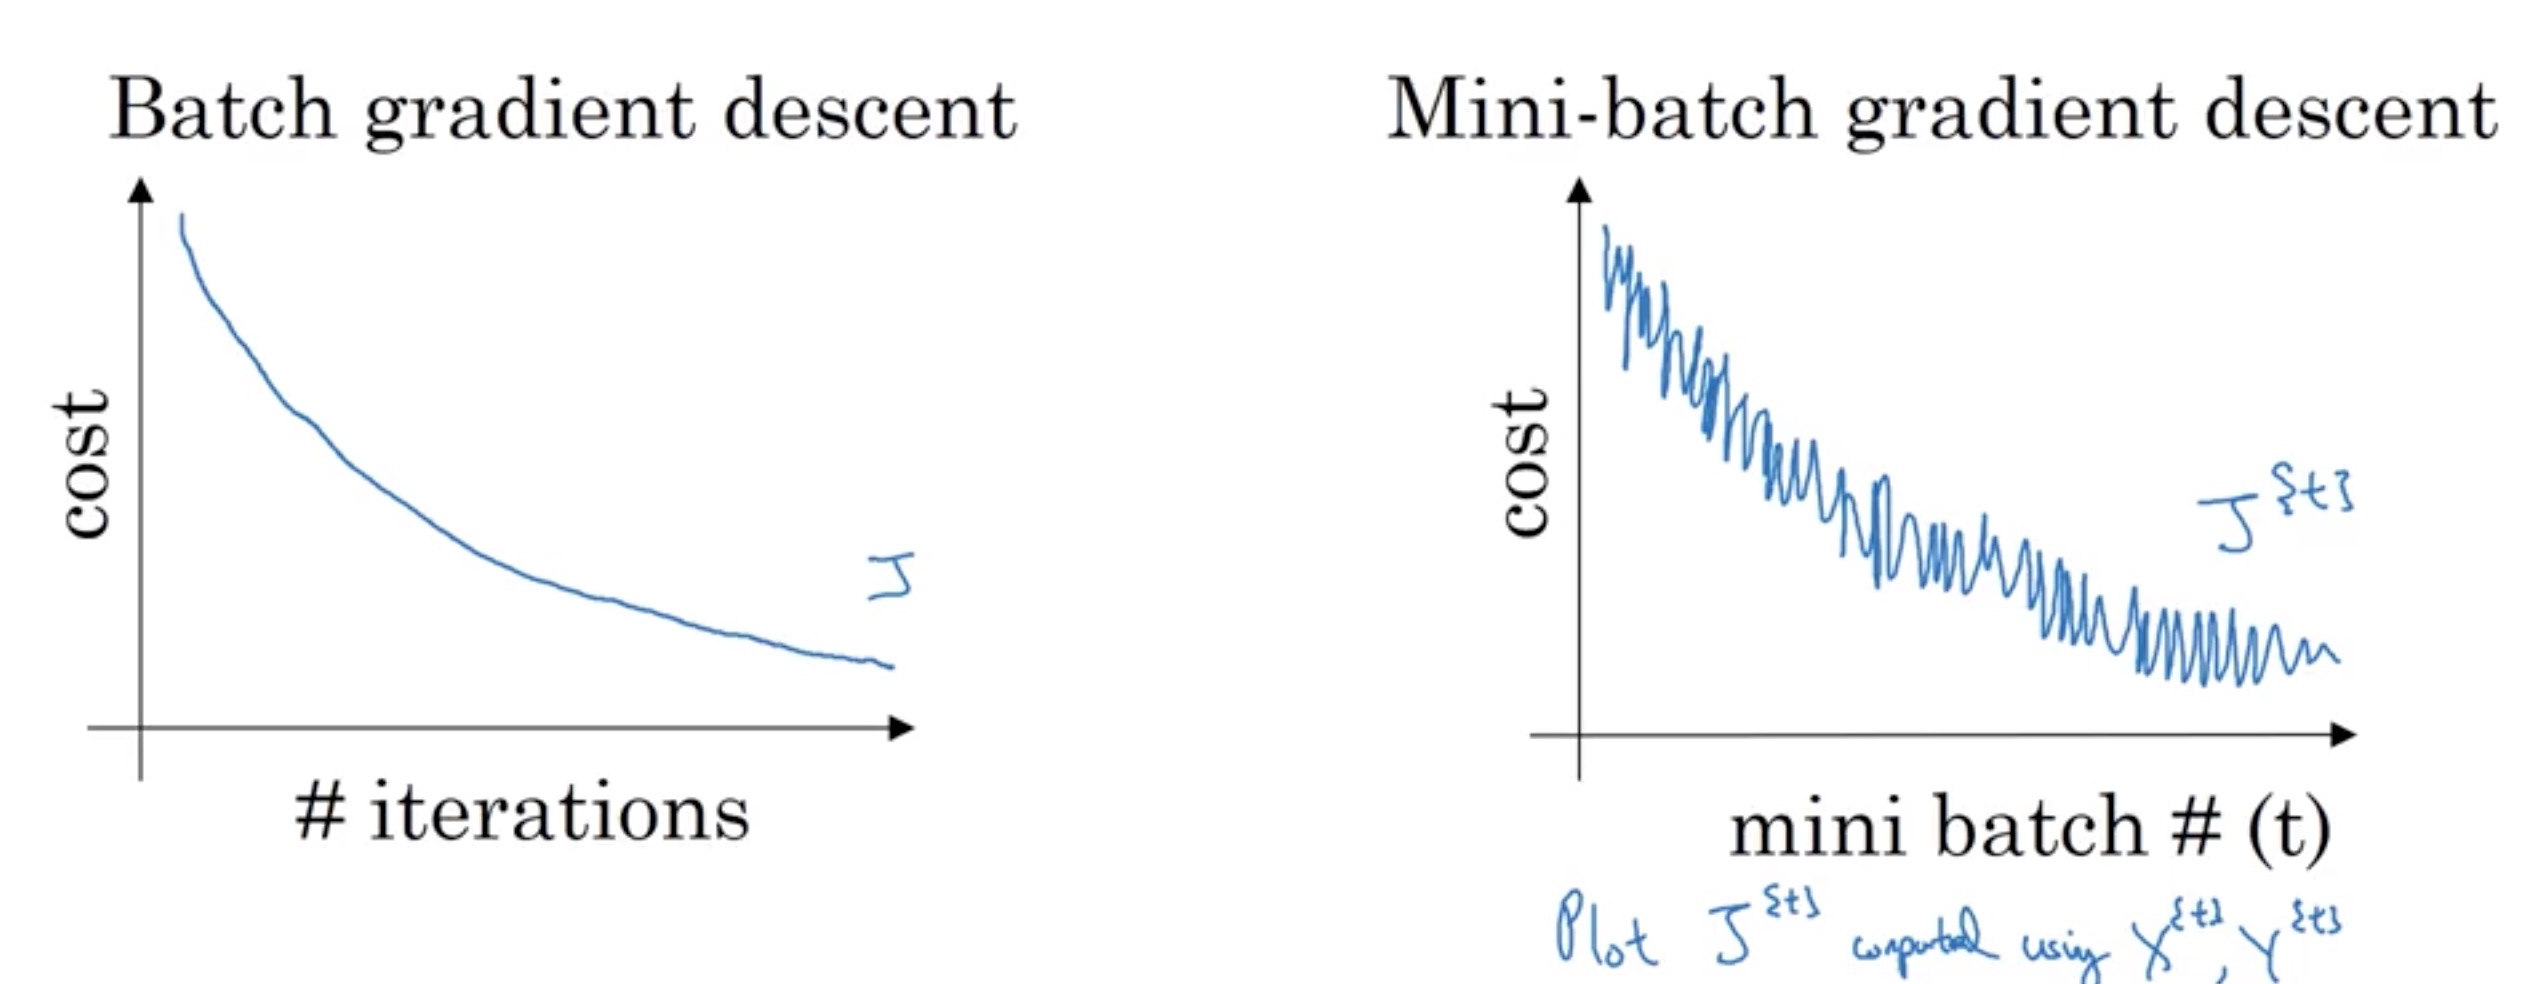 Batch gradient descent
cost
J
# iterations
Mini-batch gradient descent
cost
J^{t}
mini batch # (t)
Plot J^{t} computed using X^{t}, Y^{t}